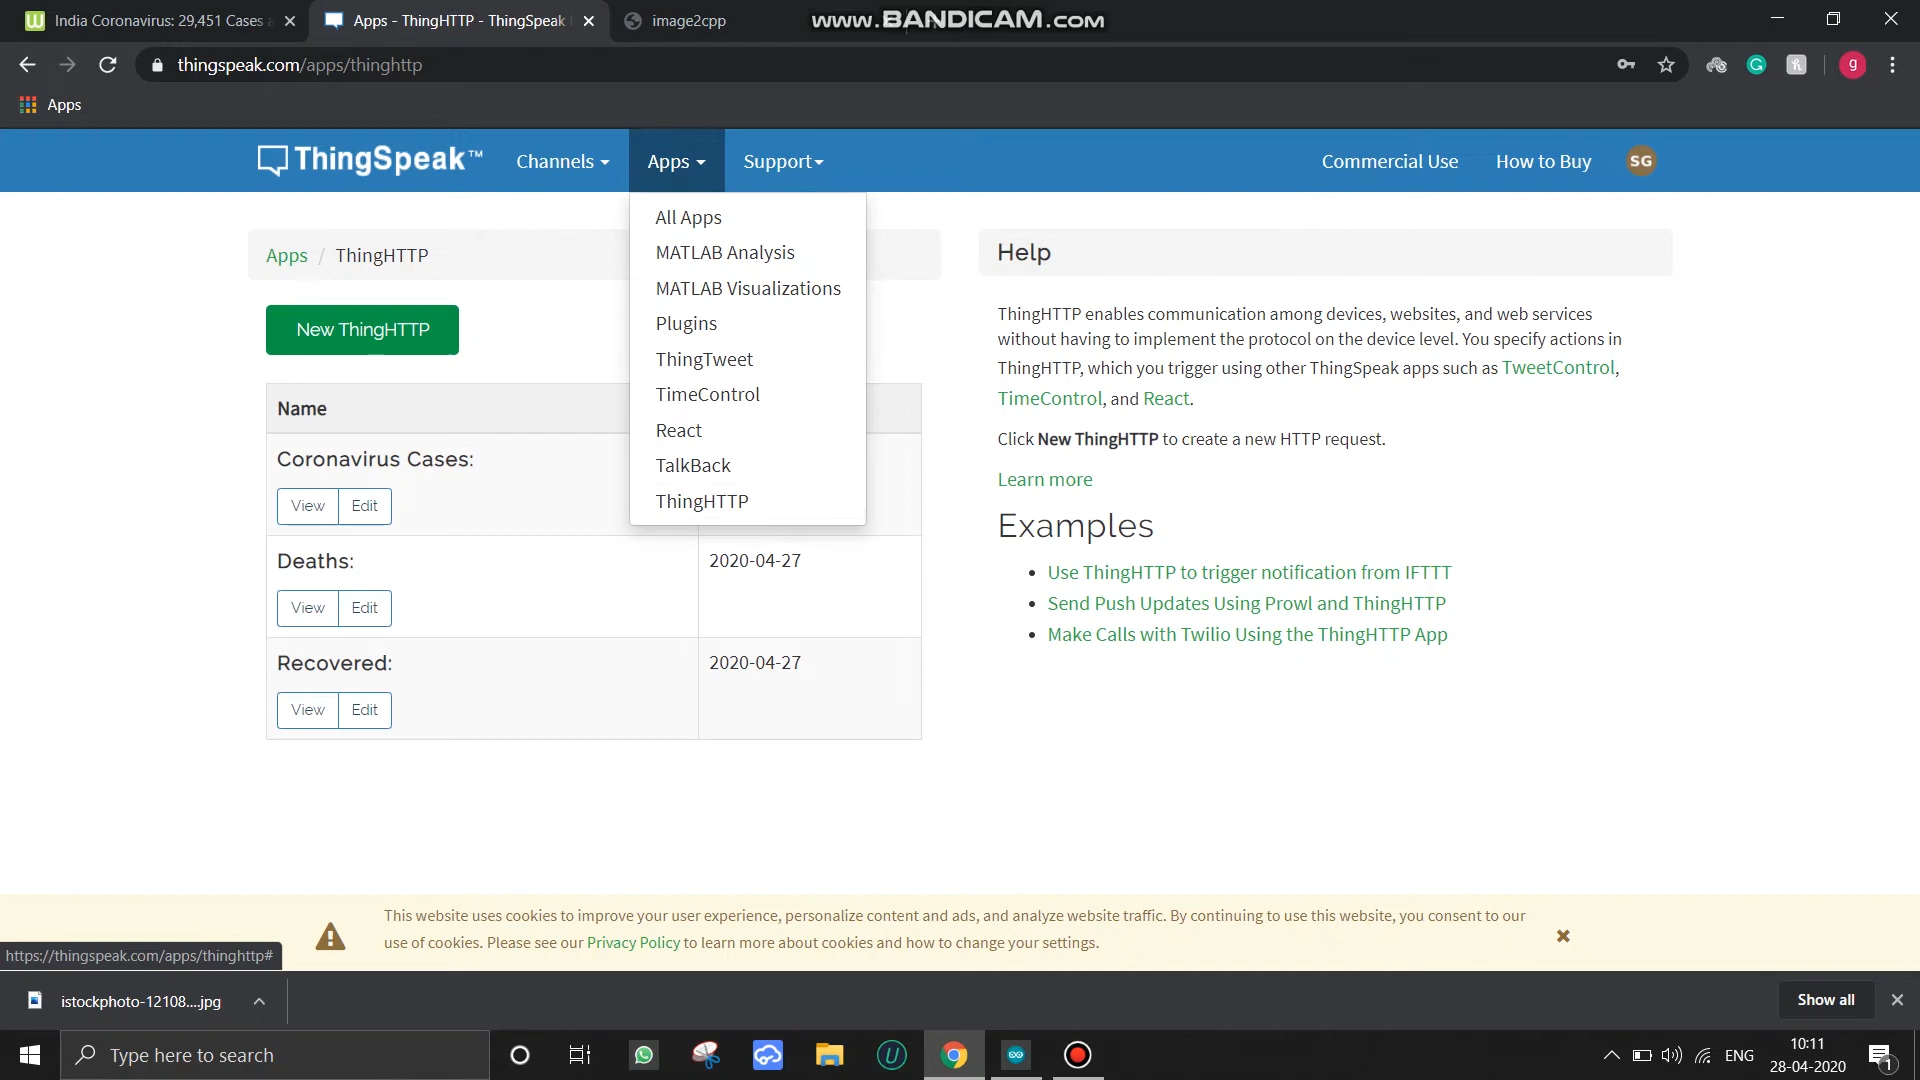 India Coronavirus: 29,451 Cases a
Apps - ThingHTTP - ThingSpeak
image2cpp
www.BANDICAM.COM
thingspeak.com/apps/thinghttp
g
Apps
ThingSpeak™
Channels
Apps
Support
Commercial Use
How to Buy
SG
All Apps
MATLAB Analysis
MATLAB Visualizations
Plugins
ThingTweet
TimeControl
React
TalkBack
ThingHTTP
Apps / ThingHTTP
New ThingHTTP
Name
Coronavirus Cases:
View Edit
Deaths:
2020-04-27
View Edit
Recovered:
2020-04-27
View Edit
Help
ThingHTTP enables communication among devices, websites, and web services
without having to implement the protocol on the device level. You specify actions in
ThingHTTP, which you trigger using other ThingSpeak apps such as TweetControl,
TimeControl, and React.
Click New ThingHTTP to create a new HTTP request.
Learn more
Examples
Use ThingHTTP to trigger notification from IFTTT
Send Push Updates Using Prowl and ThingHTTP
Make Calls with Twilio Using the ThingHTTP App
This website uses cookies to improve your user experience, personalize content and ads, and analyze website traffic. By continuing to use this website, you consent to our
use of cookies. Please see our Privacy Policy to learn more about cookies and how to change your settings.
https://thingspeak.com/apps/thinghttp#
istockphoto-12108....jpg
Show all
Type here to search
ENG
10:11
28-04-2020
1